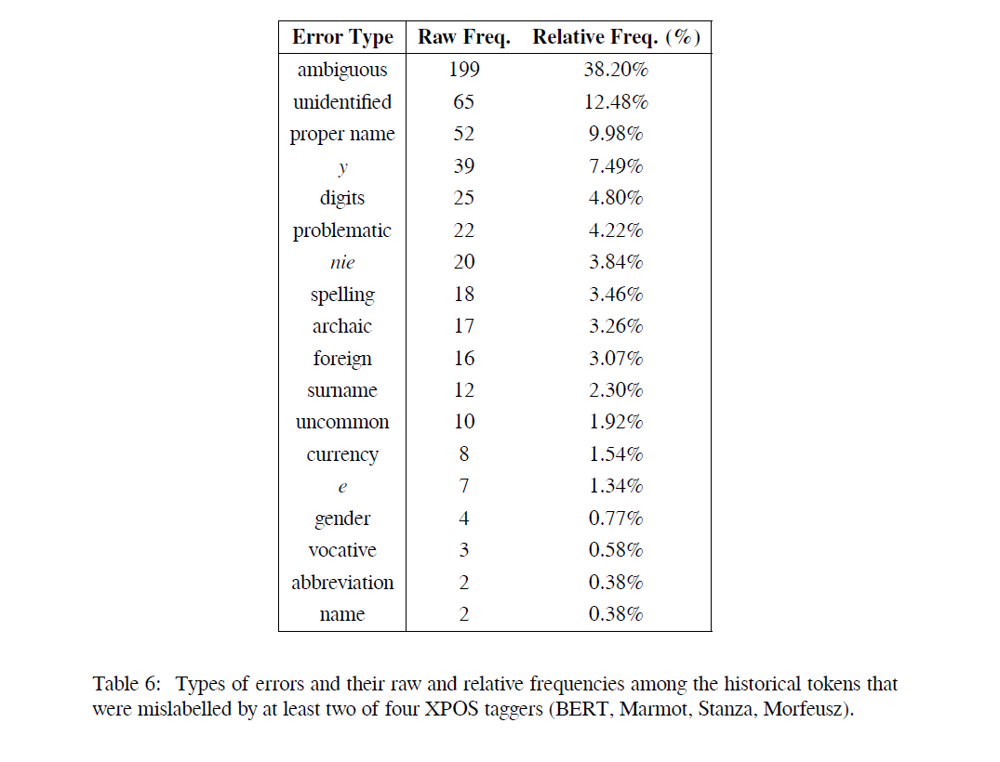 Error Type Raw Freq. Relative Freq. (%)
ambiguous 199 38.20%
unidentified 65 12.48%
proper name 52 9.98%
y 39 7.49%
digits 25 4.80%
problematic 22 4.22%
nie 20 3.84%
spelling 18 3.46%
archaic 17 3.26%
foreign 16 3.07%
surname 12 2.30%
uncommon 10 1.92%
currency 8 1.54%
e 7 1.34%
gender 4 0.77%
vocative 3 0.58%
abbreviation 2 0.38%
name 2 0.38%
Table 6: Types of errors and their raw and relative frequencies among the historical tokens that
were mislabelled by at least two of four XPOS taggers (BERT, Marmot, Stanza, Morfeusz).